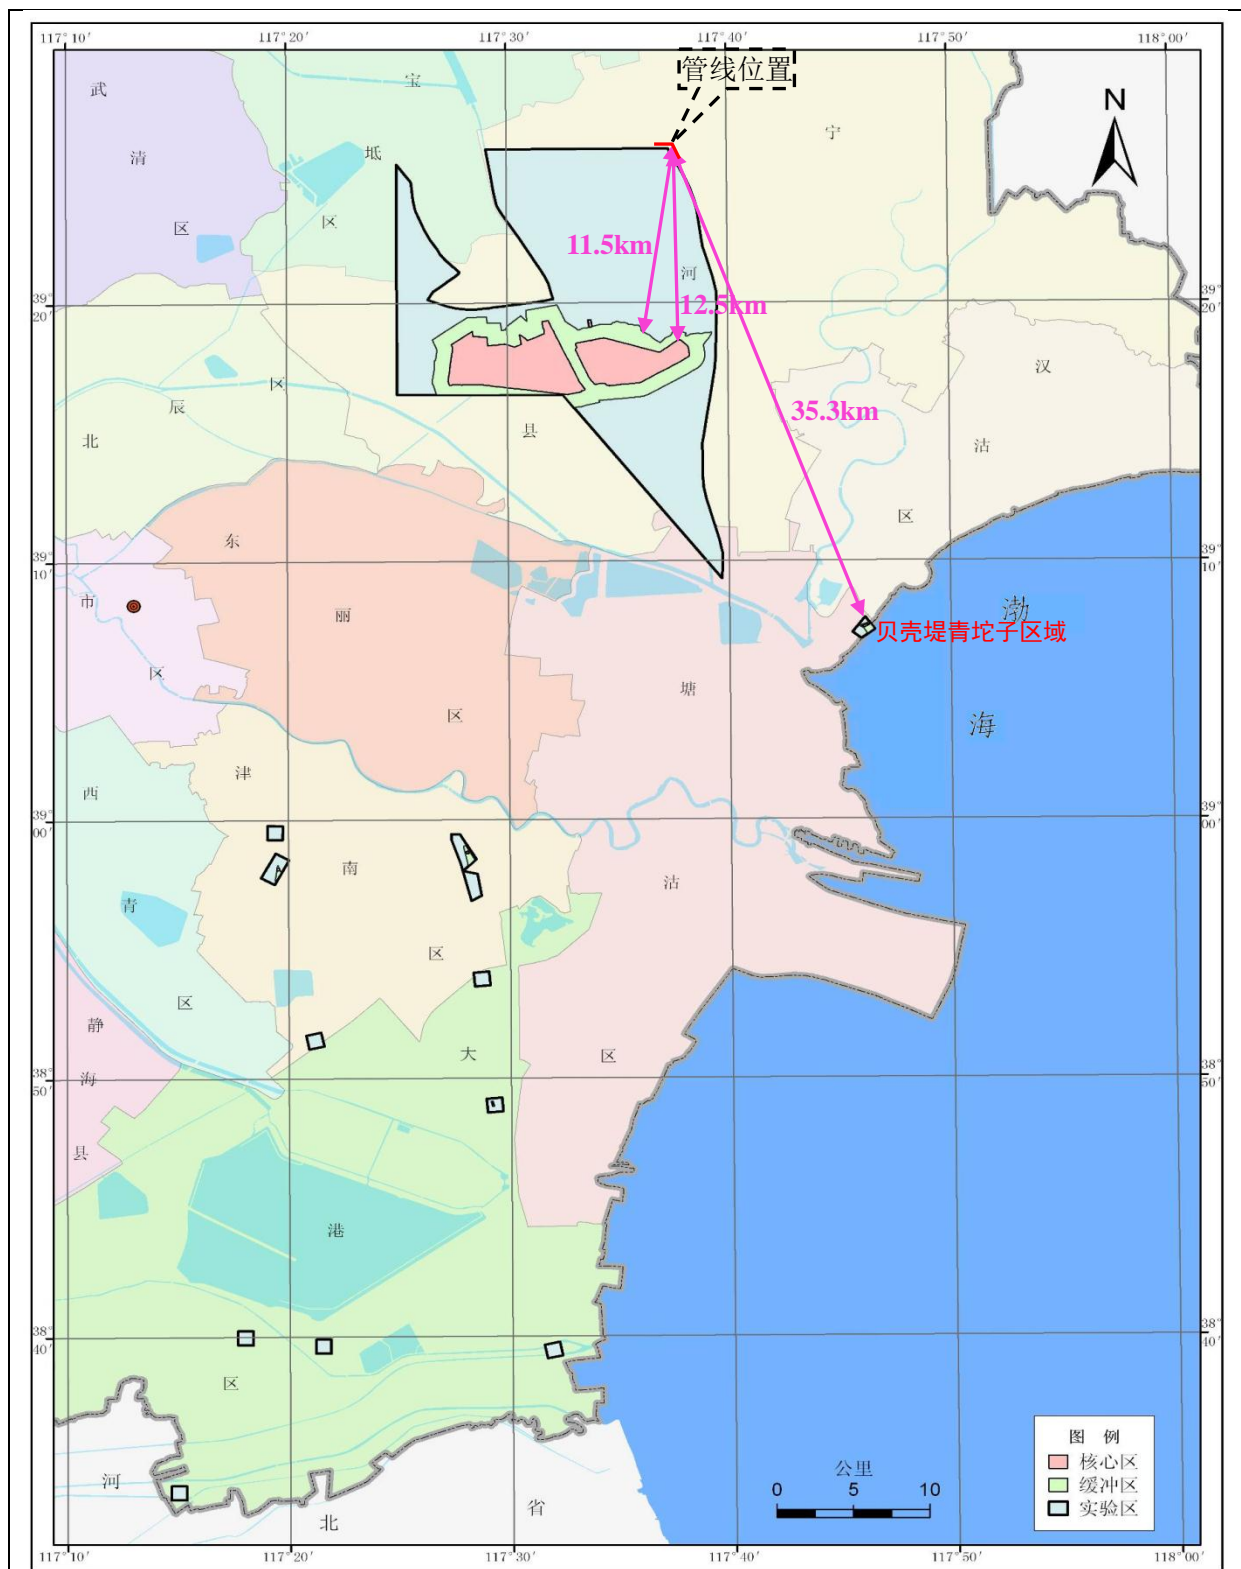 117°10′ 117°20′ 117°30′ 117°40′ 117°50′ 118°00′
管线位置
N
武
清
区
宝
坻
区
宁
河
县
11.5km
12.5km
35.3km
39°
20′
39°
20′
汉
沽
区
北
辰
区
39°
10′
39°
10′
东
丽
区
市
区
渤
海
贝壳堤青坨子区域
塘
沽
区
津
南
区
西
青
区
39°
00′
39°
00′
静
海
县
大
港
区
38°
50′
38°
50′
38°
40′
38°
40′
河
北
省
公里
0 5 10
图 例
核心区
缓冲区
实验区
117°10′ 117°20′ 117°30′ 117°40′ 117°50′ 118°00′